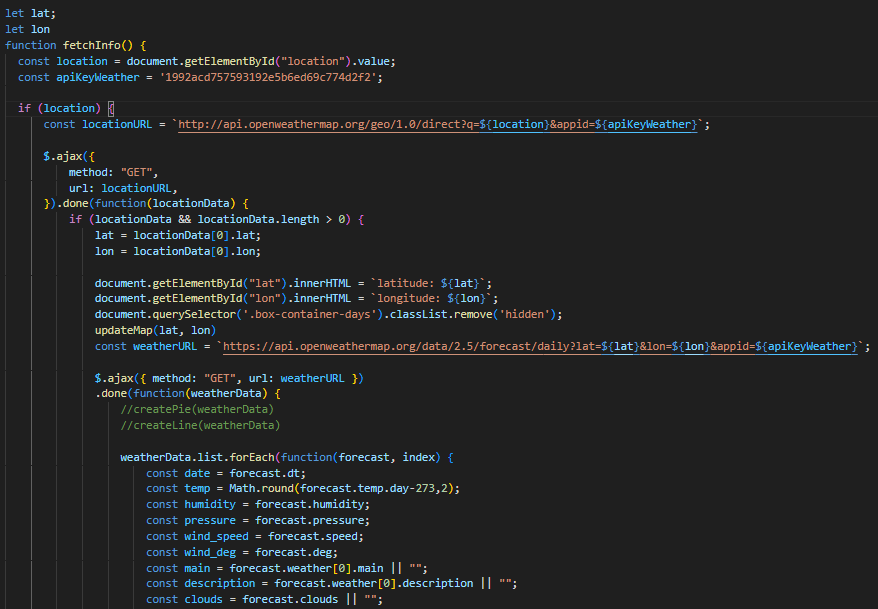 let lat;
let lon
function fetchInfo() {
const location = document.getElementById("location").value;
const apiKeyWeather = '1992acd757593192e5b6ed69c774d2f2';
if (location) {
const locationURL = `http://api.openweathermap.org/geo/1.0/direct?q=${location}&appid=${apiKeyWeather}`;
$.ajax({
method: "GET",
url: locationURL,
}).done(function(locationData) {
if (locationData && locationData.length > 0) {
lat = locationData[0].lat;
lon = locationData[0].lon;
document.getElementById("lat").innerHTML = `latitude: ${lat}`;
document.getElementById("lon").innerHTML = `longitude: ${lon}`;
document.querySelector('.box-container-days').classList.remove('hidden');
updateMap(lat, lon)
const weatherURL = `https://api.openweathermap.org/data/2.5/forecast/daily?lat=${lat}&lon=${lon}&appid=${apiKeyWeather}`;
$.ajax({ method: "GET", url: weatherURL })
.done(function(weatherData) {
//createPie(weatherData)
//createLine(weatherData)
weatherData.list.forEach(function(forecast, index) {
const date = forecast.dt;
const temp = Math.round(forecast.temp.day-273,2);
const humidity = forecast.humidity;
const pressure = forecast.pressure;
const wind_speed = forecast.speed;
const wind_deg = forecast.deg;
const main = forecast.weather[0].main || "";
const description = forecast.weather[0].description || "";
const clouds = forecast.clouds || "";